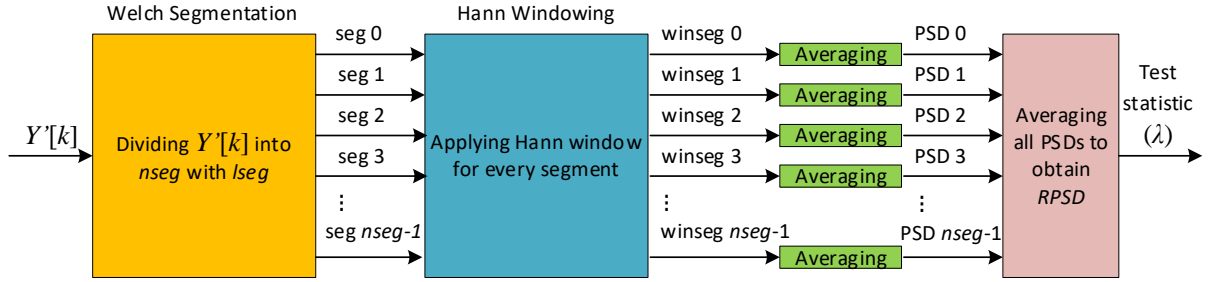 Welch Segmentation
Hann Windowing
Y'[k]
Dividing Y'[k] into
nseg with lseg
seg 0
seg 1
seg 2
seg 3
⋮
seg nseg-1
Applying Hann window
for every segment
winseg 0
winseg 1
winseg 2
winseg 3
⋮
winseg nseg-1
Averaging
Averaging
Averaging
Averaging
Averaging
PSD 0
PSD 1
PSD 2
PSD 3
⋮
PSD nseg-1
Averaging
all PSDs to
obtain
RPSD
Test
statistic
(λ)